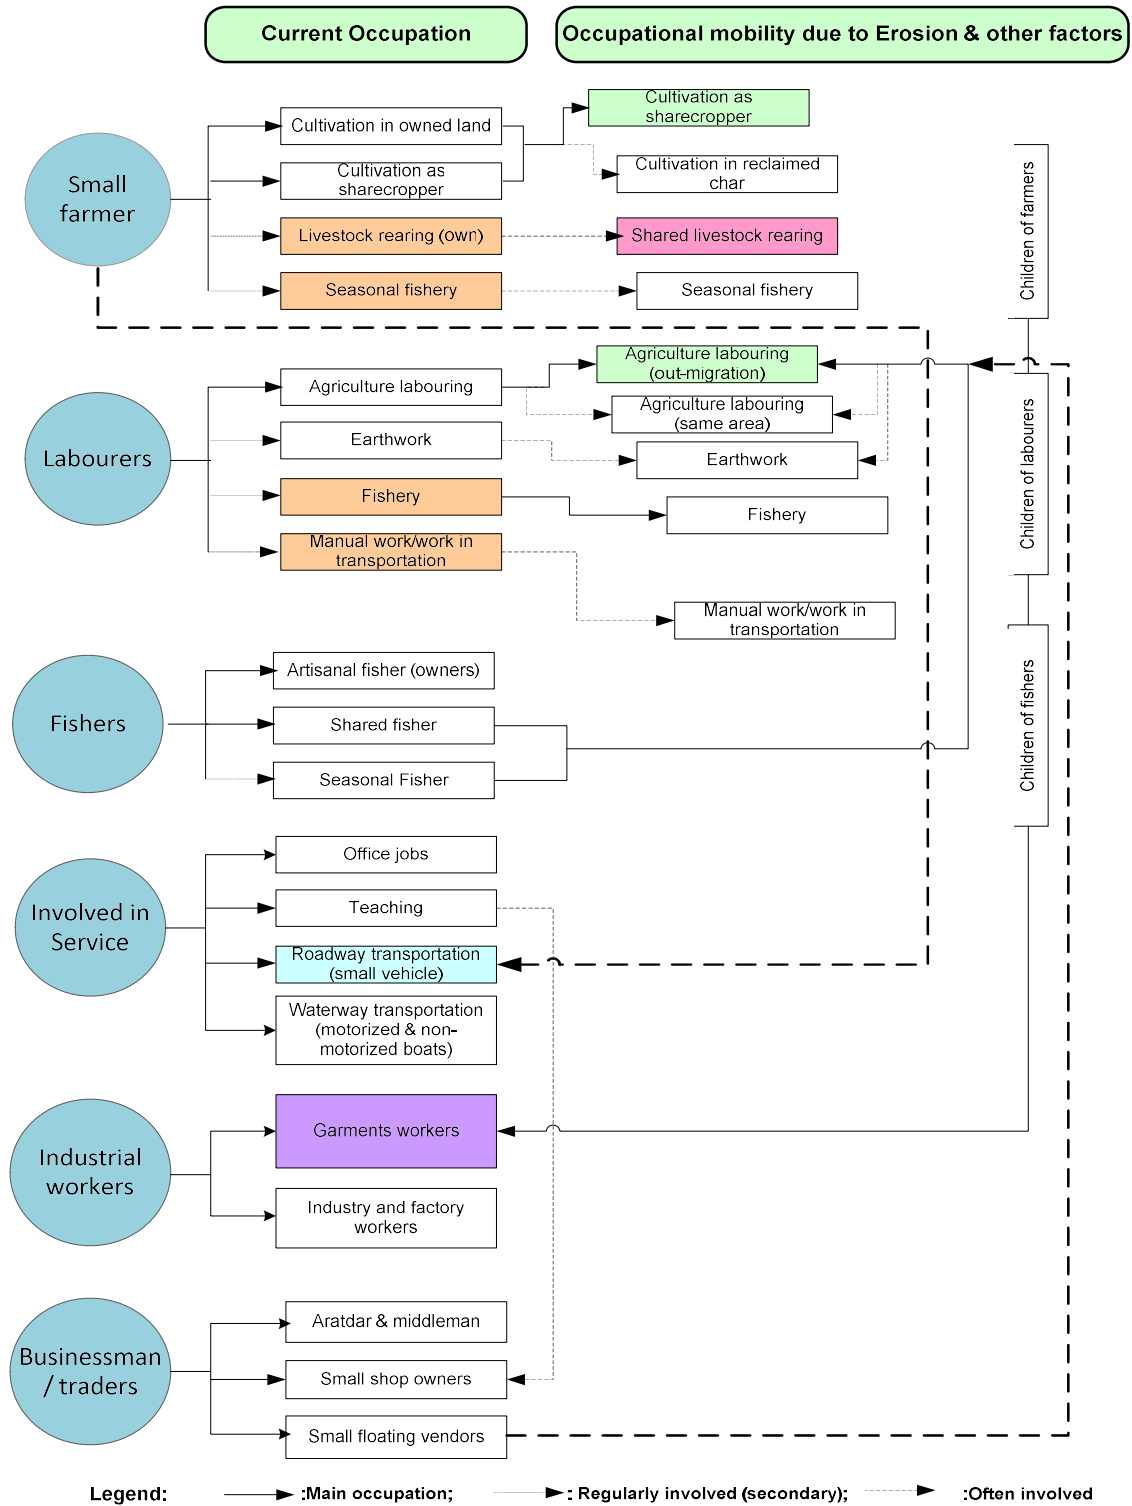 Current Occupation
Occupational mobility due to Erosion & other factors
Small
farmer
Cultivation in owned land
Cultivation as
sharecropper
Livestock rearing (own)
Seasonal fishery
Cultivation as
sharecropper
Cultivation in reclaimed
char
Shared livestock rearing
Seasonal fishery
Children of farmers
Labourers
Agriculture labouring
Earthwork
Fishery
Manual work/work in
transportation
Agriculture labouring
(out-migration)
Agriculture labouring
(same area)
Earthwork
Fishery
Manual work/work in
transportation
Children of labourers
Fishers
Artisanal fisher (owners)
Shared fisher
Seasonal Fisher
Children of fishers
Involved in
Service
Office jobs
Teaching
Roadway transportation
(small vehicle)
Waterway transportation
(motorized & non-
motorized boats)
Industrial
workers
Garments workers
Industry and factory
workers
Businessman
/ traders
Aratdar & middleman
Small shop owners
Small floating vendors
Legend: :Main occupation; : Regularly involved (secondary); :Often involved